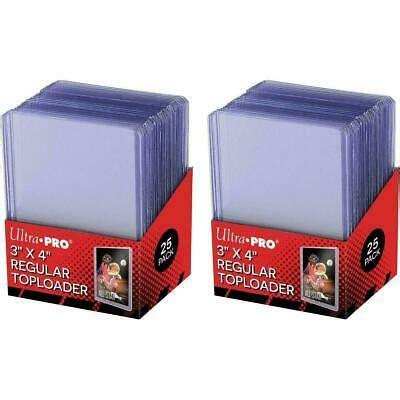 Ultra•PRO®
3" X 4"
REGULAR
TOPLOADER
25
PACK
Ultra•PRO®
3" X 4"
REGULAR
TOPLOADER
25
PACK